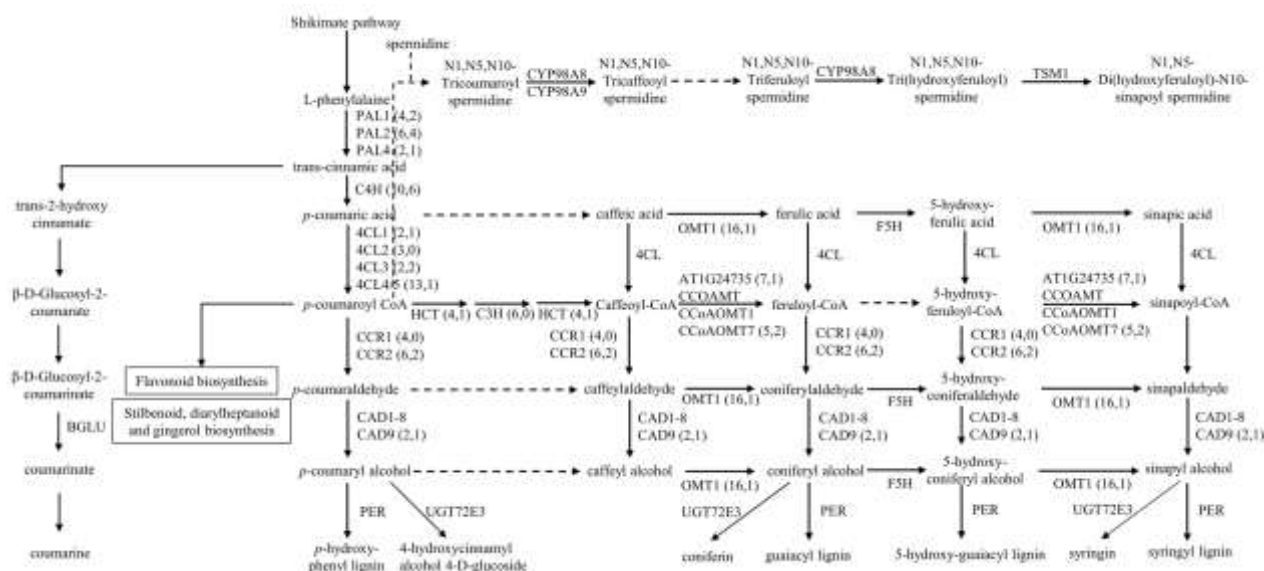 Shikimate pathway
spermidine
N1,N5,N10-
Tricoumaroyl
spermidine
CYP98A8
CYP98A9
N1,N5,N10-
Tricaffeoyl
spermidine
N1,N5,N10-
Triferuloyl
spermidine
CYP98A8
N1,N5,N10-
Tri(hydroxyferuloyl)
spermidine
TSM1
N1,N5-
Di(hydroxyferuloyl)-N10-
sinapoyl spermidine
L-phenylalaine
PAL1 (4,2)
PAL2 (6,4)
PAL4 (2,1)
trans-cinnamic acid
C4H (10,6)
trans-2-hydroxy
cinnamate
p-coumaric acid
caffeic acid
OMT1 (16,1)
ferulic acid
F5H
5-hydroxy-
ferulic acid
OMT1 (16,1)
sinapic acid
4CL1 (2,1)
4CL2 (3,0)
4CL3 (2,2)
4CL4/5 (13,1)
4CL
4CL
4CL
4CL
β-D-Glucosyl-2-
coumarate
p-coumaroyl CoA
HCT (4,1)
C3H (6,0)
HCT (4,1)
Caffeoyl-CoA
AT1G24735 (7,1)
CCOAMT
CCoAOMT1
CCoAOMT7 (5,2)
feruloyl-CoA
5-hydroxy-
feruloyl-CoA
AT1G24735 (7,1)
CCOAMT
CCoAOMT1
CCoAOMT7 (5,2)
sinapoyl-CoA
CCR1 (4,0)
CCR2 (6,2)
CCR1 (4,0)
CCR2 (6,2)
CCR1 (4,0)
CCR2 (6,2)
CCR1 (4,0)
CCR2 (6,2)
β-D-Glucosyl-2-
coumarinate
Flavonoid biosynthesis
p-coumaraldehyde
caffeylaldehyde
OMT1 (16,1)
coniferylaldehyde
F5H
5-hydroxy-
coniferaldehyde
OMT1 (16,1)
sinapaldehyde
Stilbenoid, diarylheptanoid
and gingerol biosynthesis
BGLU
CAD1-8
CAD9 (2,1)
CAD1-8
CAD9 (2,1)
CAD1-8
CAD9 (2,1)
CAD1-8
CAD9 (2,1)
CAD1-8
CAD9 (2,1)
coumarinate
p-coumaryl alcohol
caffeyl alcohol
OMT1 (16,1)
coniferyl alcohol
F5H
5-hydroxy-
coniferyl alcohol
OMT1 (16,1)
sinapyl alcohol
PER
UGT72E3
UGT72E3
PER
PER
UGT72E3
PER
coumarine
p-hydroxy-
phenyl lignin
4-hydroxycinnamyl
alcohol 4-D-glucoside
coniferin
guaiacyl lignin
5-hydroxy-guaiacyl lignin
syringin
syringyl lignin